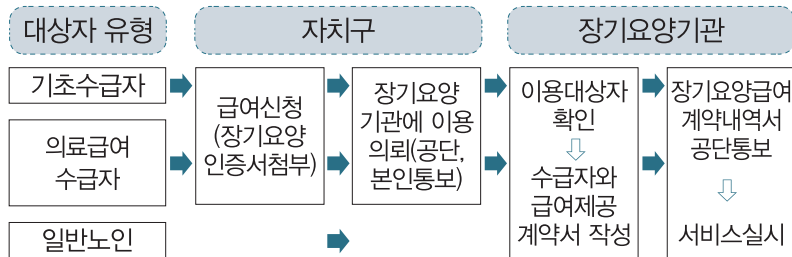 대상자 유형
자치구
장기요양기관
기초수급자
의료급여
수급자
일반노인
급여신청
(장기요양
인증서첨부)
장기요양
기관에 이용
의뢰(공단,
본인통보)
이용대상자
확인
수급자와
급여제공
계약서 작성
장기요양급여
계약내역서
공단통보
서비스실시